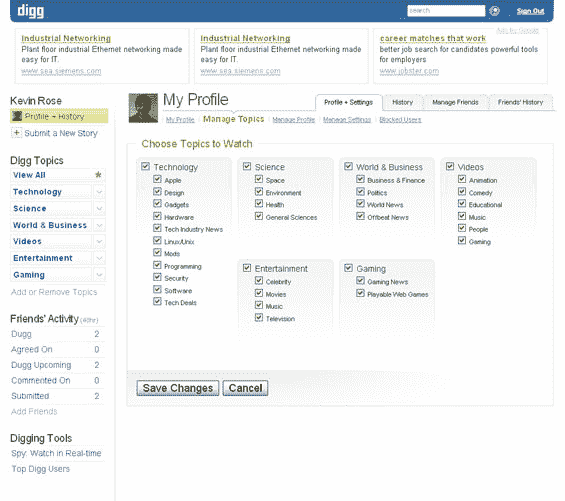 digg
search
Sign Out
Ads by Google
Industrial Networking
Plant floor industrial Ethernet networking made
easy for IT.
www.sea.siemens.com
Industrial Networking
Plant floor industrial Ethernet networking made
easy for IT.
www.sea.siemens.com
career matches that work
better job search for candidates powerful tools
for employers
www.jobster.com
Kevin Rose
Profile + History
Submit a New Story
Digg Topics
View All
Technology
Science
World & Business
Videos
Entertainment
Gaming
Add or Remove Topics
Friends' Activity (48hr)
Dugg 2
Agreed On 0
Dugg Upcoming 2
Commented On 0
Submitted 2
Add Friends
Digging Tools
Spy: Watch in Real-time
Top Digg Users
My Profile
Profile + Settings
History
Manage Friends
Friends' History
My Profile
Manage Topics
Manage Profile
Manage Settings
Blocked Users
Choose Topics to Watch
Technology
Apple
Design
Gadgets
Hardware
Tech Industry News
Linux/Unix
Mods
Programming
Security
Software
Tech Deals
Science
Space
Environment
Health
General Sciences
World & Business
Business & Finance
Politics
World News
Offbeat News
Videos
Animation
Comedy
Educational
Music
People
Gaming
Entertainment
Celebrity
Movies
Music
Television
Gaming
Gaming News
Playable Web Games
Save Changes
Cancel